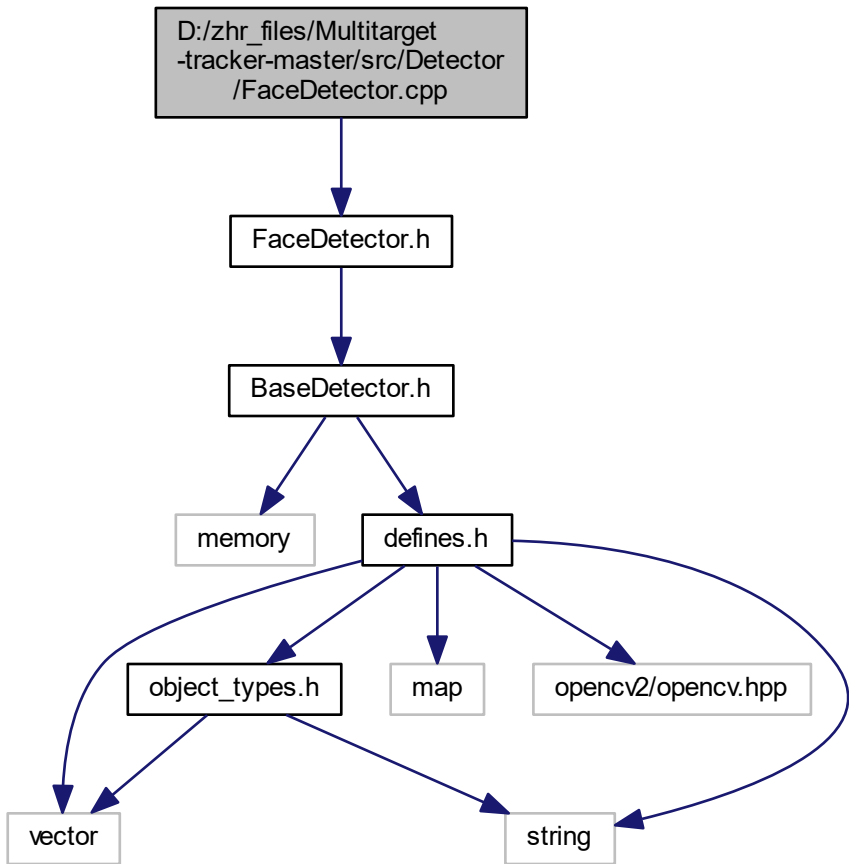 D:/zhr_files/Multitarget
-tracker-master/src/Detector
/FaceDetector.cpp
FaceDetector.h
BaseDetector.h
memory
defines.h
object_types.h
map
opencv2/opencv.hpp
vector
string